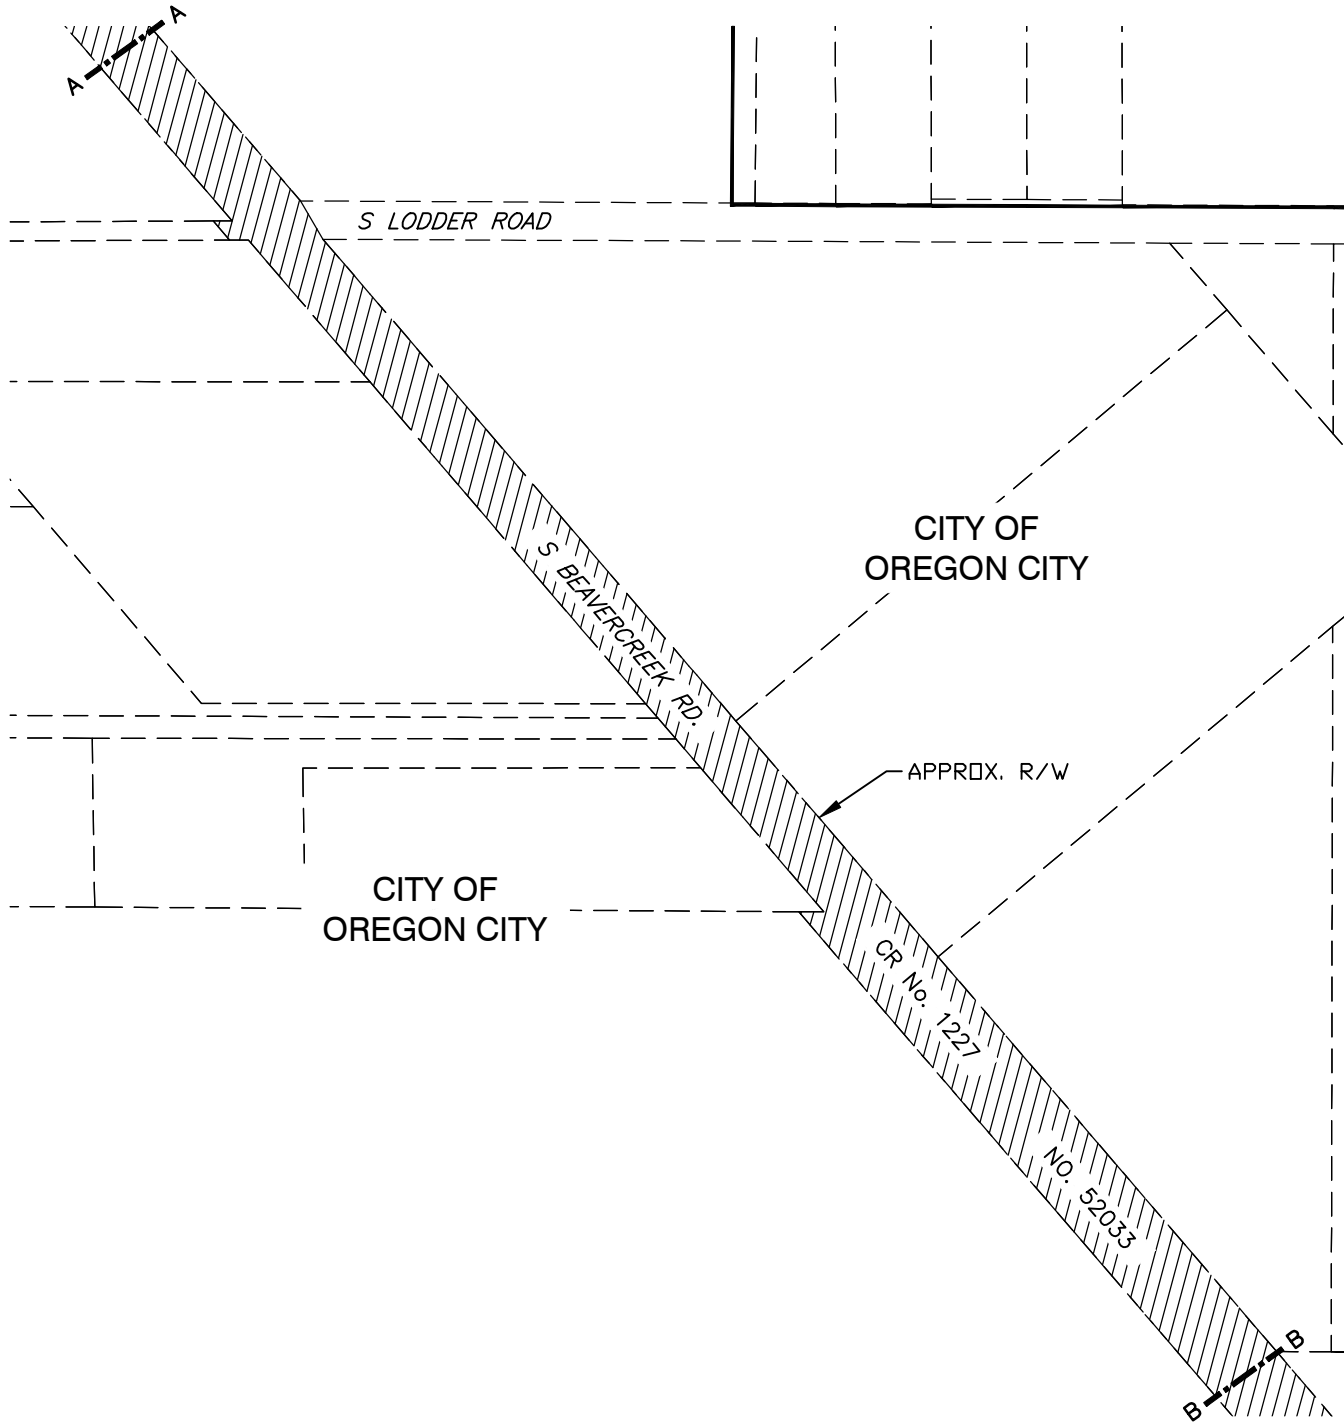 A
A
S LODDER ROAD
CITY OF
OREGON CITY
S BEAVERCREEK RD.
APPROX. R/W
CITY OF
OREGON CITY
CR No. 1227
NO. 52033
B
B